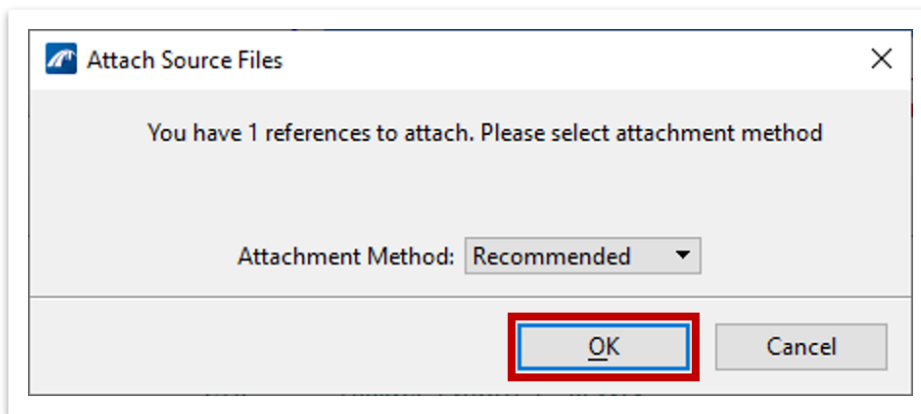 Attach Source Files
You have 1 references to attach. Please select attachment method
Attachment Method: Recommended
OK Cancel